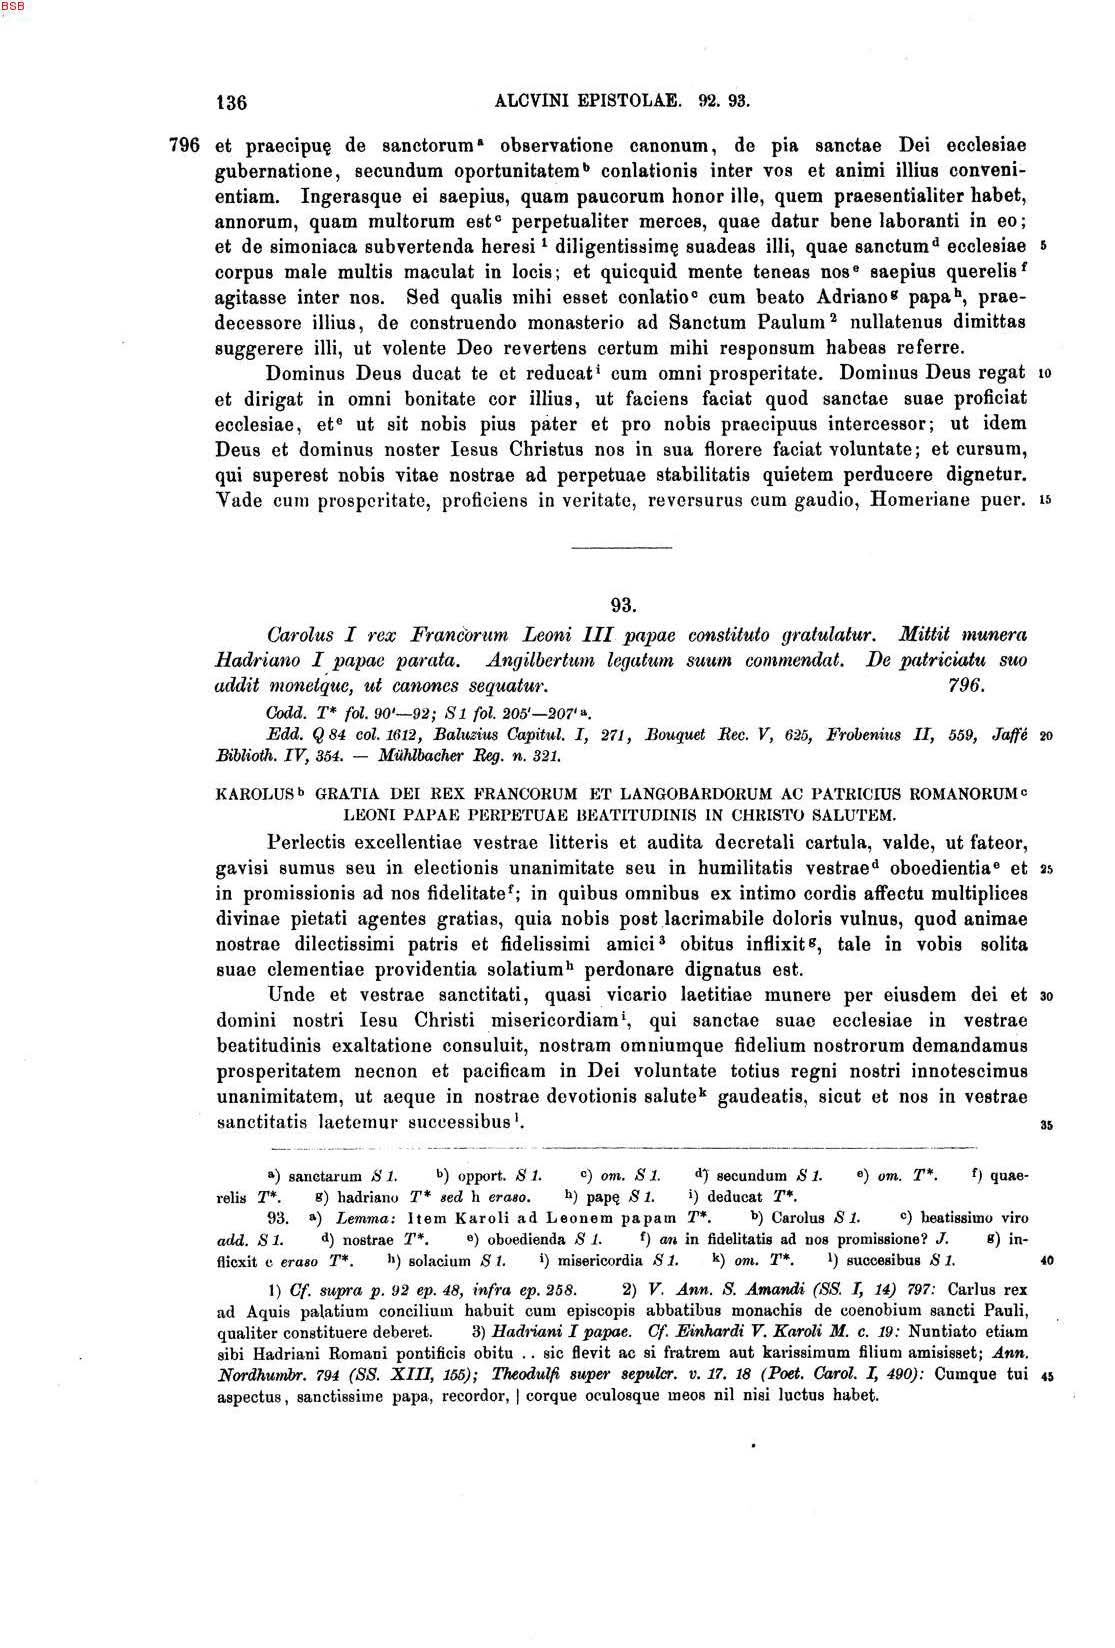 BSB
136 ALCVINI EPISTOLAE. 92. 93.
796 et praecipuę de sanctorum ᵃ observatione canonum, de pia sanctae Dei ecclesiae
gubernatione, secundum oportunitatem ᵇ conlationis inter vos et animi illius conveni-
entiam. Ingerasque ei saepius, quam paucorum honor ille, quem praesentialiter habet,
annorum, quam multorum est ᶜ perpetualiter merces, quae datur bene laboranti in eo;
et de simoniaca subvertenda heresi ¹ diligentissimę suadeas illi, quae sanctum ᵈ ecclesiae 5
corpus male multis maculat in locis; et quicquid mente teneas nos ᵉ saepius querelis ᶠ
agitasse inter nos. Sed qualis mihi esset conlatio ᶜ cum beato Adriano ᵍ papa ʰ, prae-
decessore illius, de construendo monasterio ad Sanctum Paulum ² nullatenus dimittas
suggerere illi, ut volente Deo revertens certum mihi responsum habeas referre.
Dominus Deus ducat te et reducat ⁱ cum omni prosperitate. Dominus Deus regat 10
et dirigat in omni bonitate cor illius, ut faciens faciat quod sanctae suae proficiat
ecclesiae, et ᵉ ut sit nobis pius pater et pro nobis praecipuus intercessor; ut idem
Deus et dominus noster Iesus Christus nos in sua florere faciat voluntate; et cursum,
qui superest nobis vitae nostrae ad perpetuae stabilitatis quietem perducere dignetur.
Vade cum prosperitate, proficiens in veritate, reversurus cum gaudio, Homeriane puer. 15
93.
Carolus I rex Francorum Leoni III papae constituto gratulatur. Mittit munera
Hadriano I papae parata. Angilbertum legatum suum commendat. De patriciatu suo
addit monetque, ut canones sequatur. 796.
Codd. T* fol. 90'—92; S1 fol. 205'—207' ᵃ.
Edd. Q 84 col. 1612, Baluzius Capitul. I, 271, Bouquet Rec. V, 625, Frobenius II, 559, Jaffé 20
Biblioth. IV, 354. — Mühlbacher Reg. n. 321.
KAROLUS ᵇ GRATIA DEI REX FRANCORUM ET LANGOBARDORUM AC PATRICIUS ROMANORUM ᶜ
LEONI PAPAE PERPETUAE BEATITUDINIS IN CHRISTO SALUTEM.
Perlectis excellentiae vestrae litteris et audita decretali cartula, valde, ut fateor,
gavisi sumus seu in electionis unanimitate seu in humilitatis vestrae ᵈ oboedientia ᵉ et 25
in promissionis ad nos fidelitate ᶠ; in quibus omnibus ex intimo cordis affectu multiplices
divinae pietati agentes gratias, quia nobis post lacrimabile doloris vulnus, quod animae
nostrae dilectissimi patris et fidelissimi amici ³ obitus inflixit ᵍ, tale in vobis solita
suae clementiae providentia solatium ʰ perdonare dignatus est.
Unde et vestrae sanctitati, quasi vicario laetitiae munere per eiusdem dei et 30
domini nostri Iesu Christi misericordiam ⁱ, qui sanctae suae ecclesiae in vestrae
beatitudinis exaltatione consuluit, nostram omniumque fidelium nostrorum demandamus
prosperitatem necnon et pacificam in Dei voluntate totius regni nostri innotescimus
unanimitatem, ut aeque in nostrae devotionis salute ᵏ gaudeatis, sicut et nos in vestrae
sanctitatis laetemur successibus ˡ. 35
a) sanctarum S 1. b) opport. S 1. c) om. S 1. d) secundum S 1. e) om. T*. f) quae-
relis T*. g) hadriano T* sed h eraso. h) papę S 1. i) deducat T*.
93. a) Lemma: Item Karoli ad Leonem papam T*. b) Carolus S 1. c) beatissimo viro
add. S 1. d) nostrae T*. e) oboedienda S 1. f) an in fidelitatis ad nos promissione? J. g) in-
fliexit e eraso T*. h) solacium S 1. i) misericordia S 1. k) om. T*. l) succesibus S 1. 40
1) Cf. supra p. 92 ep. 48, infra ep. 258. 2) V. Ann. S. Amandi (SS. I, 14) 797: Carlus rex
ad Aquis palatium concilium habuit cum episcopis abbatibus monachis de coenobium sancti Pauli,
qualiter constituere deberet. 3) Hadriani I papae. Cf. Einhardi V. Karoli M. c. 19: Nuntiato etiam
sibi Hadriani Romani pontificis obitu .. sic flevit ac si fratrem aut karissimum filium amisisset; Ann.
Nordhumbr. 794 (SS. XIII, 155); Theodulfi super sepulcr. v. 17. 18 (Poet. Carol. I, 490): Cumque tui 45
aspectus, sanctissime papa, recordor, | corque oculosque meos nil nisi luctus habet.